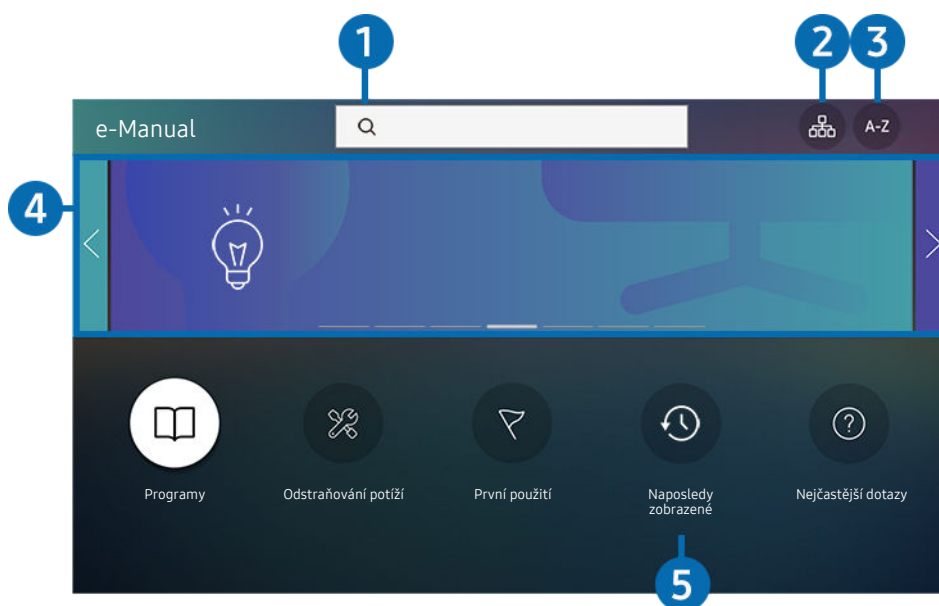 1
2
3
e-Manual
A-Z
4
Programy
Odstraňování potíží
První použití
Naposledy
zobrazené
Nejčastější dotazy
5